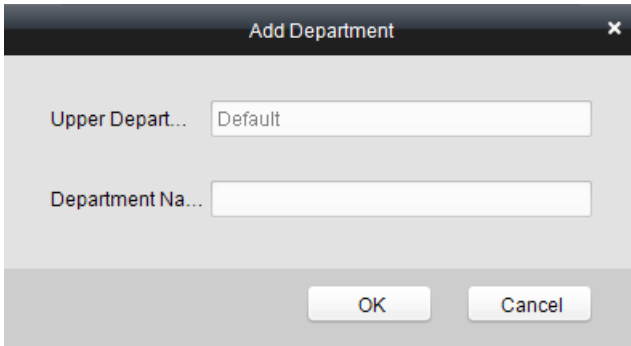 Add Department
Upper Depart... Default
Department Na...
OK Cancel